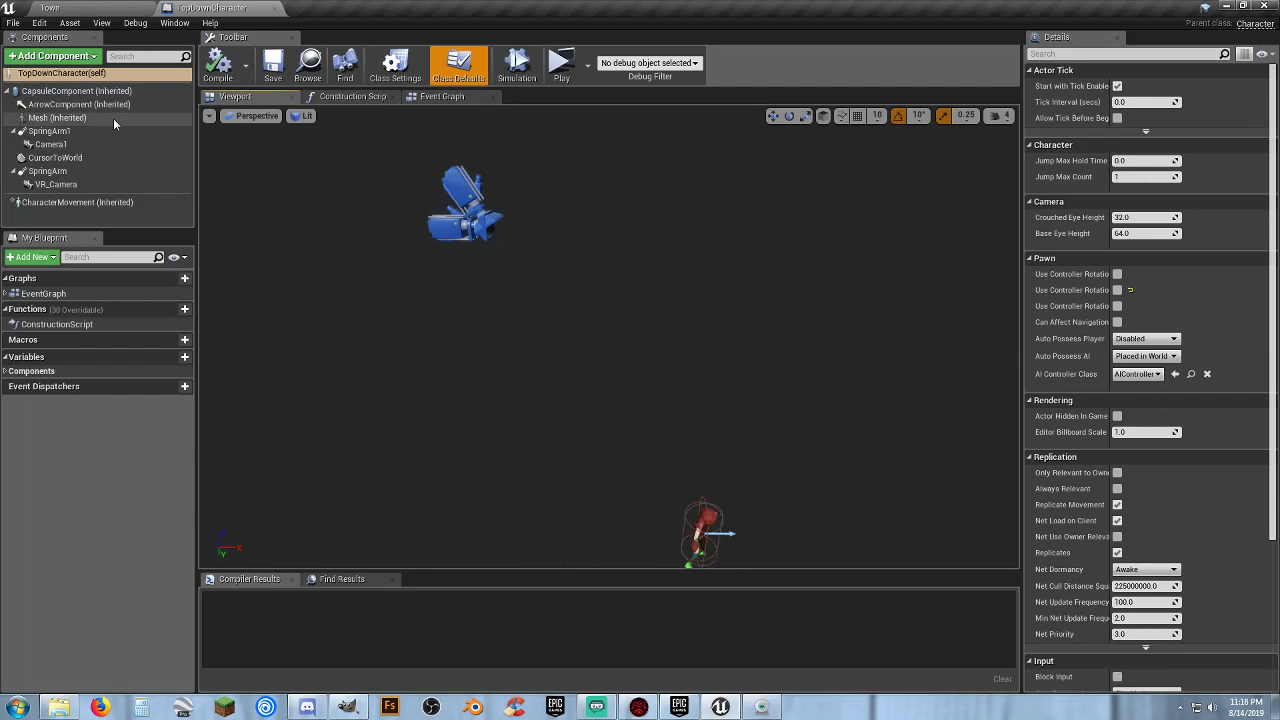 Town
TopDownCharacter
File Edit Asset View Debug Window Help
Parent class: Character
Components
+Add Component
Search
TopDownCharacter(self)
CapsuleComponent (Inherited)
ArrowComponent (Inherited)
Mesh (Inherited)
SpringArm1
Camera1
CursorToWorld
SpringArm
VR_Camera
CharacterMovement (Inherited)
My Blueprint
+Add New
Search
Graphs
EventGraph
Functions (30 Overridable)
ConstructionScript
Macros
Variables
Components
Event Dispatchers
Toolbar
Compile
Save
Browse
Find
Class Settings
Class Defaults
Simulation
Play
No debug object selected
Debug Filter
Viewport
Construction Scrip
Event Graph
Perspective
Lit
10
10°
0.25
4
X
Y
Compiler Results
Find Results
Clear
Details
Search
Actor Tick
Start with Tick Enable
Tick Interval (secs) 0.0
Allow Tick Before Beg
Character
Jump Max Hold Time 0.0
Jump Max Count 1
Camera
Crouched Eye Height 32.0
Base Eye Height 64.0
Pawn
Use Controller Rotatio
Use Controller Rotatio
Use Controller Rotatio
Can Affect Navigation
Auto Possess Player Disabled
Auto Possess AI Placed in World
AI Controller Class AIController
Rendering
Actor Hidden In Game
Editor Billboard Scale 1.0
Replication
Only Relevant to Owne
Always Relevant
Replicate Movement
Net Load on Client
Net Use Owner Releva
Replicates
Net Dormancy Awake
Net Cull Distance Squ 225000000.0
Net Update Frequency 100.0
Min Net Update Frequ 2.0
Net Priority 3.0
Input
Block Input
Fs
EPIC GAMES
EPIC GAMES
11:18 PM
8/14/2019